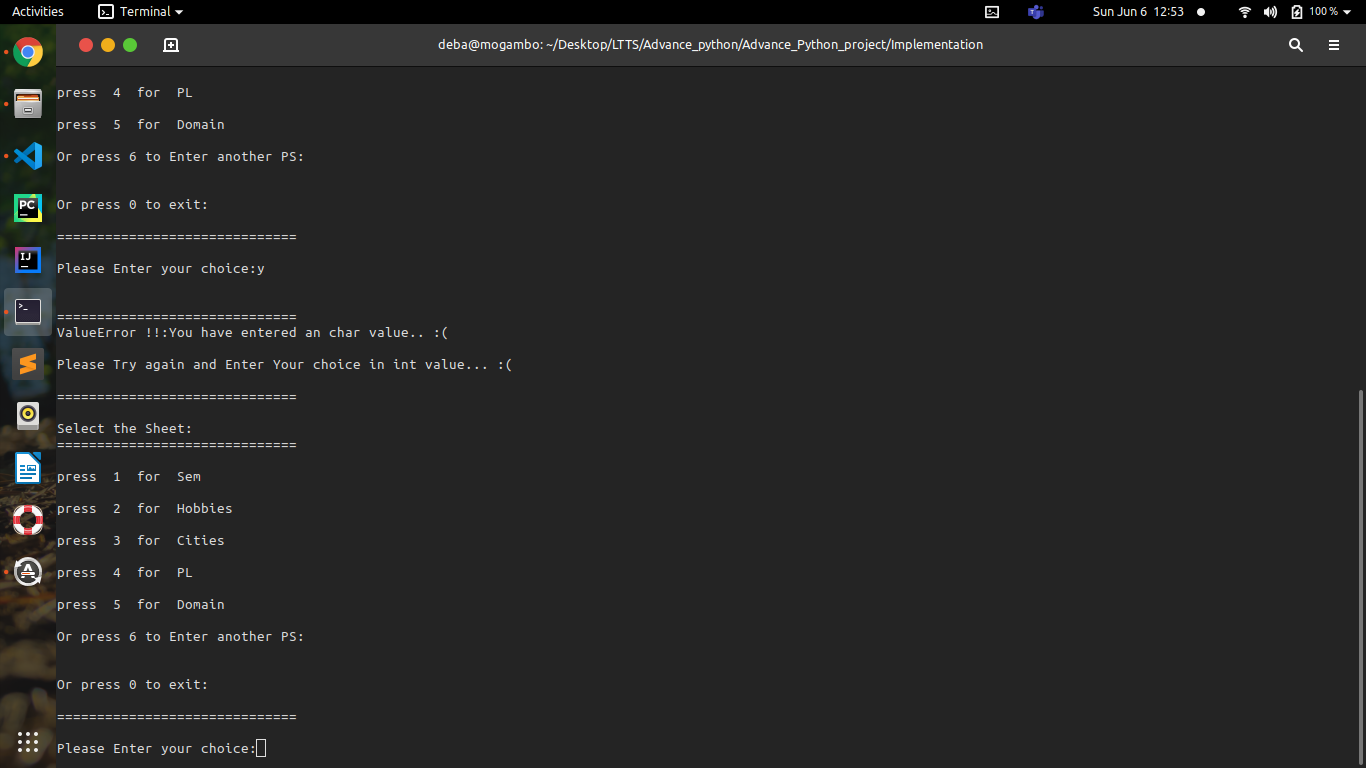 Activities Terminal Sun Jun 6 12:53 100 %
deba@mogambo: ~/Desktop/LTTS/Advance_python/Advance_Python_project/Implementation
press  4  for  PL
press  5  for  Domain
Or press 6 to Enter another PS:
Or press 0 to exit:
==============================
Please Enter your choice:y
==============================
ValueError !!:You have entered an char value.. :(
Please Try again and Enter Your choice in int value... :(
==============================
Select the Sheet:
==============================
press  1  for  Sem
press  2  for  Hobbies
press  3  for  Cities
press  4  for  PL
press  5  for  Domain
Or press 6 to Enter another PS:
Or press 0 to exit:
==============================
Please Enter your choice:
PC
IJ
>_
A